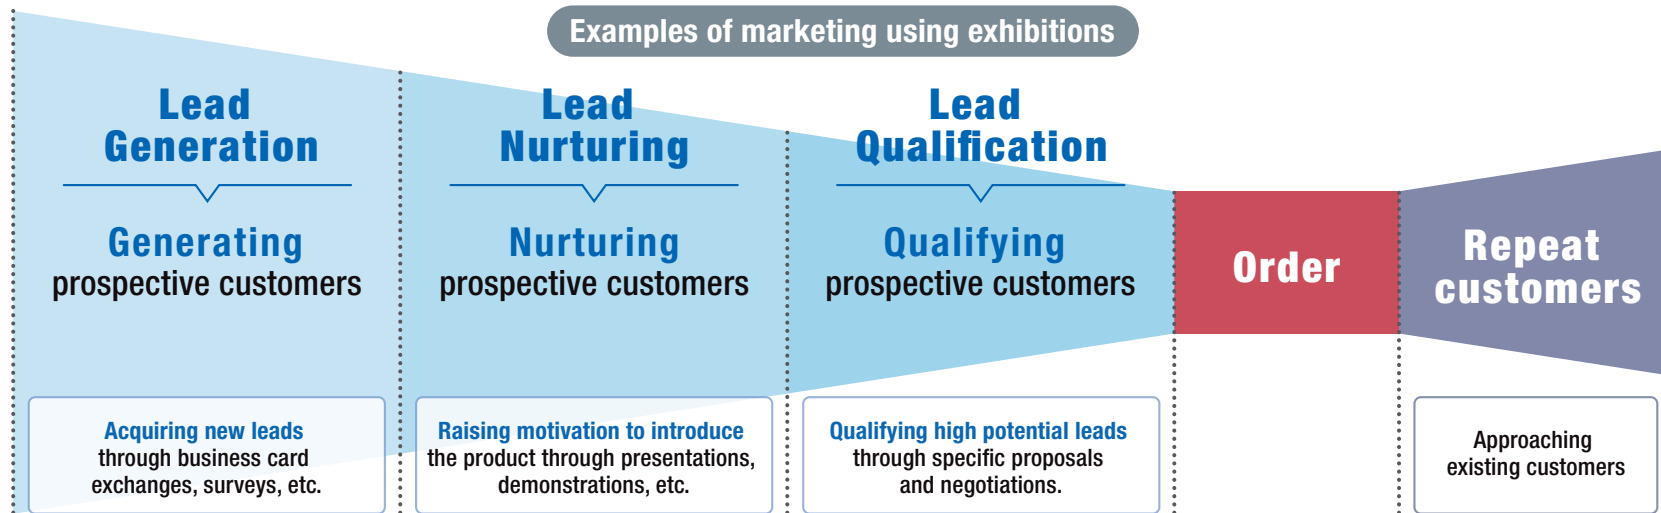 Examples of marketing using exhibitions
Lead
Generation
Generating
prospective customers
Acquiring new leads
through business card
exchanges, surveys, etc.
Lead
Nurturing
Nurturing
prospective customers
Raising motivation to introduce
the product through presentations,
demonstrations, etc.
Lead
Qualification
Qualifying
prospective customers
Qualifying high potential leads
through specific proposals
and negotiations.
Order
Repeat
customers
Approaching
existing customers